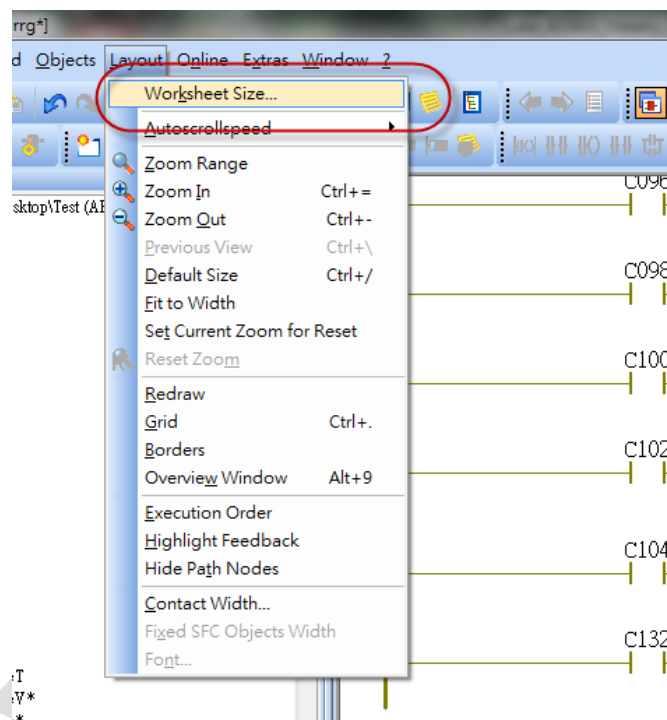 rrg*]
d Objects Layout Online Extras Window ?
Worksheet Size...
Autoscrollspeed
Zoom Range
Zoom In Ctrl+=
sktop\Test (AI
Zoom Out Ctrl+-
Previous View Ctrl+\
Default Size Ctrl+/
Fit to Width
Set Current Zoom for Reset
Reset Zoom
Redraw
Grid Ctrl+.
Borders
Overview Window Alt+9
Execution Order
Highlight Feedback
Hide Path Nodes
Contact Width...
Fixed SFC Objects Width
Font...
C096
C098
C100
C102
C104
C132
:T
:V*
*